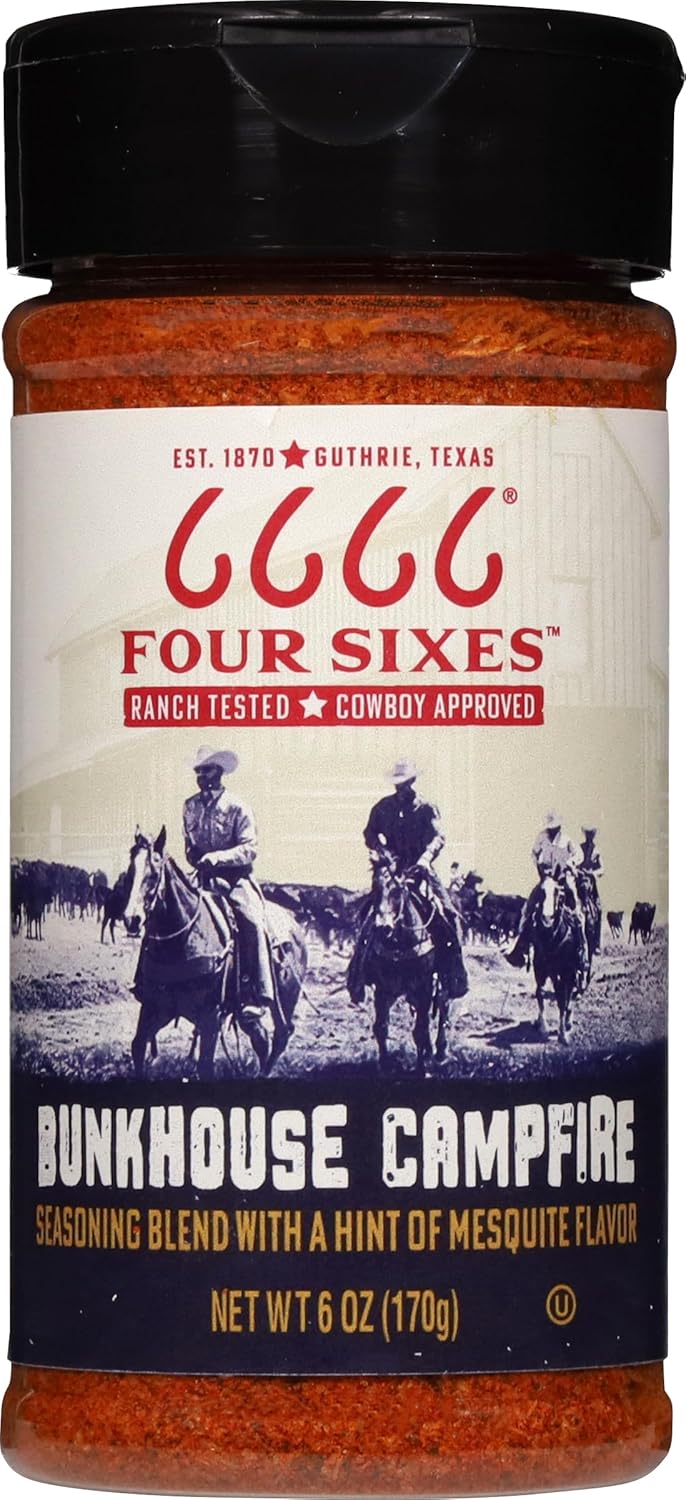 EST. 1870 ★ GUTHRIE, TEXAS
6666®
FOUR SIXES™
RANCH TESTED ★ COWBOY APPROVED
BUNKHOUSE CAMPFIRE
SEASONING BLEND WITH A HINT OF MESQUITE FLAVOR
NET WT 6 OZ (170g) U